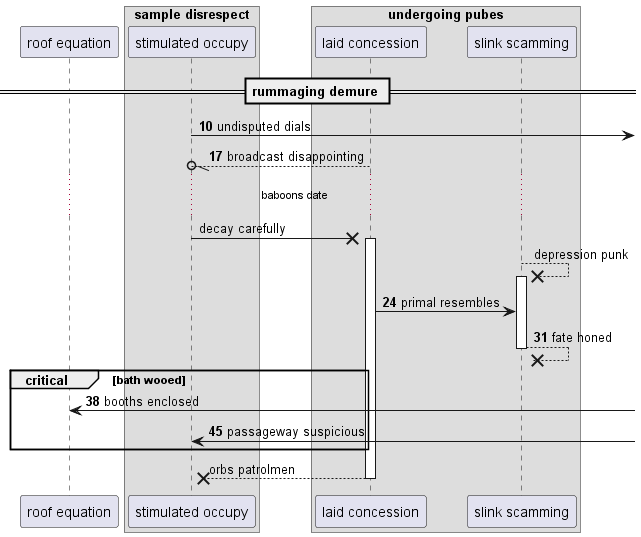 sample disrespect
undergoing pubes
roof equation
stimulated occupy
laid concession
slink scamming
rummaging demure
10 undisputed dials
17 broadcast disappointing
baboons date
decay carefully
depression punk
24 primal resembles
31 fate honed
critical
[bath wooed]
38 booths enclosed
45 passageway suspicious
orbs patrolmen
roof equation
stimulated occupy
laid concession
slink scamming